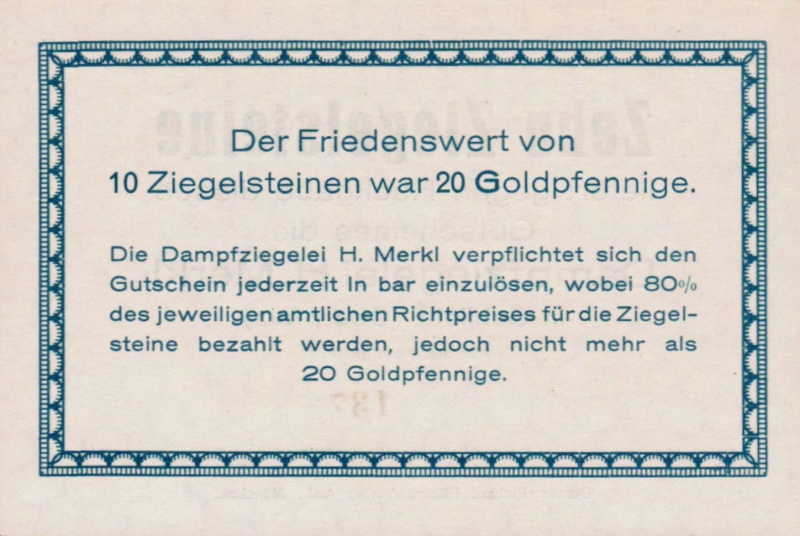 Der Friedenswert von
10 Ziegelsteinen war 20 Goldpfennige.
Die Dampfziegelei H. Merkl verpflichtet sich den
Gutschein jederzeit in bar einzulösen, wobei 80%
des jeweiligen amtlichen Richtpreises für die Ziegel-
steine bezahlt werden, jedoch nicht mehr als
20 Goldpfennige.